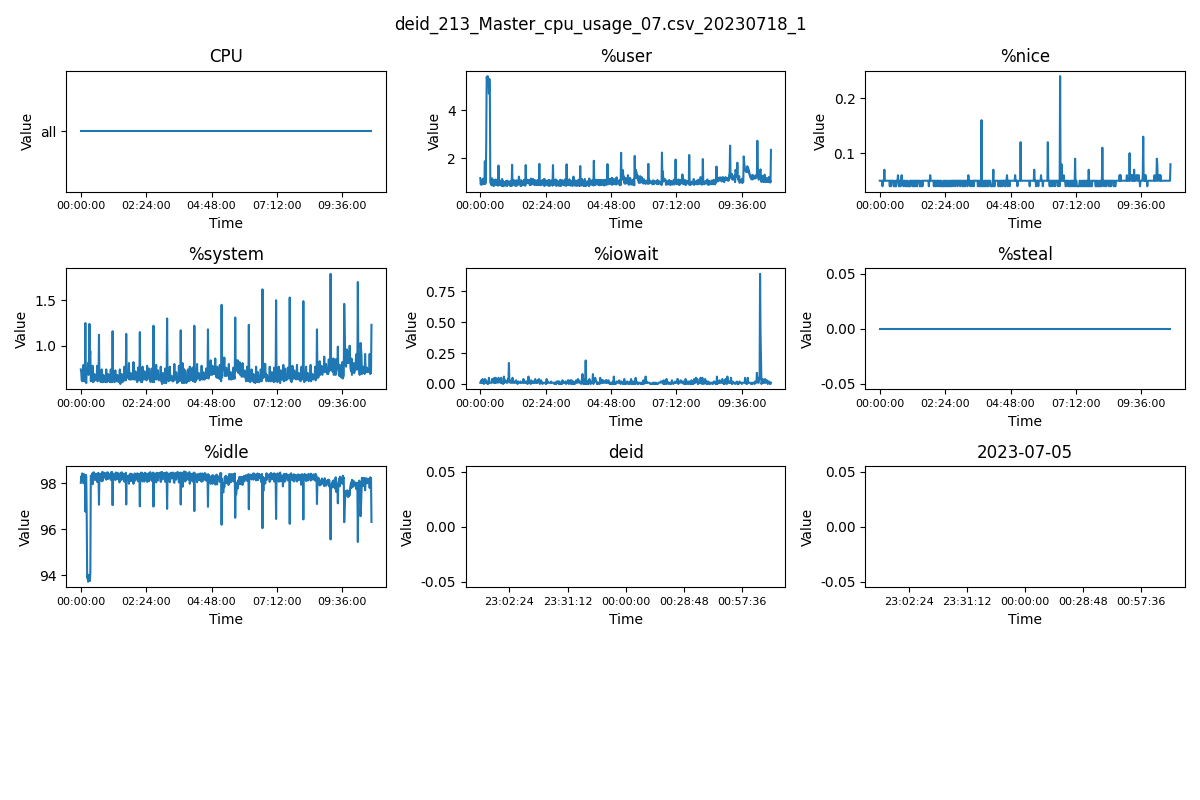 deid_213_Master_cpu_usage_07.csv_20230718_1
CPU
Value
all
00:00:00 02:24:00 04:48:00 07:12:00 09:36:00
Time
%user
Value
4
2
00:00:00 02:24:00 04:48:00 07:12:00 09:36:00
Time
%nice
Value
0.2
0.1
00:00:00 02:24:00 04:48:00 07:12:00 09:36:00
Time
%system
Value
1.5
1.0
00:00:00 02:24:00 04:48:00 07:12:00 09:36:00
Time
%iowait
Value
0.75
0.50
0.25
0.00
00:00:00 02:24:00 04:48:00 07:12:00 09:36:00
Time
%steal
Value
0.05
0.00
-0.05
00:00:00 02:24:00 04:48:00 07:12:00 09:36:00
Time
%idle
Value
98
96
94
00:00:00 02:24:00 04:48:00 07:12:00 09:36:00
Time
deid
Value
0.05
0.00
-0.05
23:02:24 23:31:12 00:00:00 00:28:48 00:57:36
Time
2023-07-05
Value
0.05
0.00
-0.05
23:02:24 23:31:12 00:00:00 00:28:48 00:57:36
Time